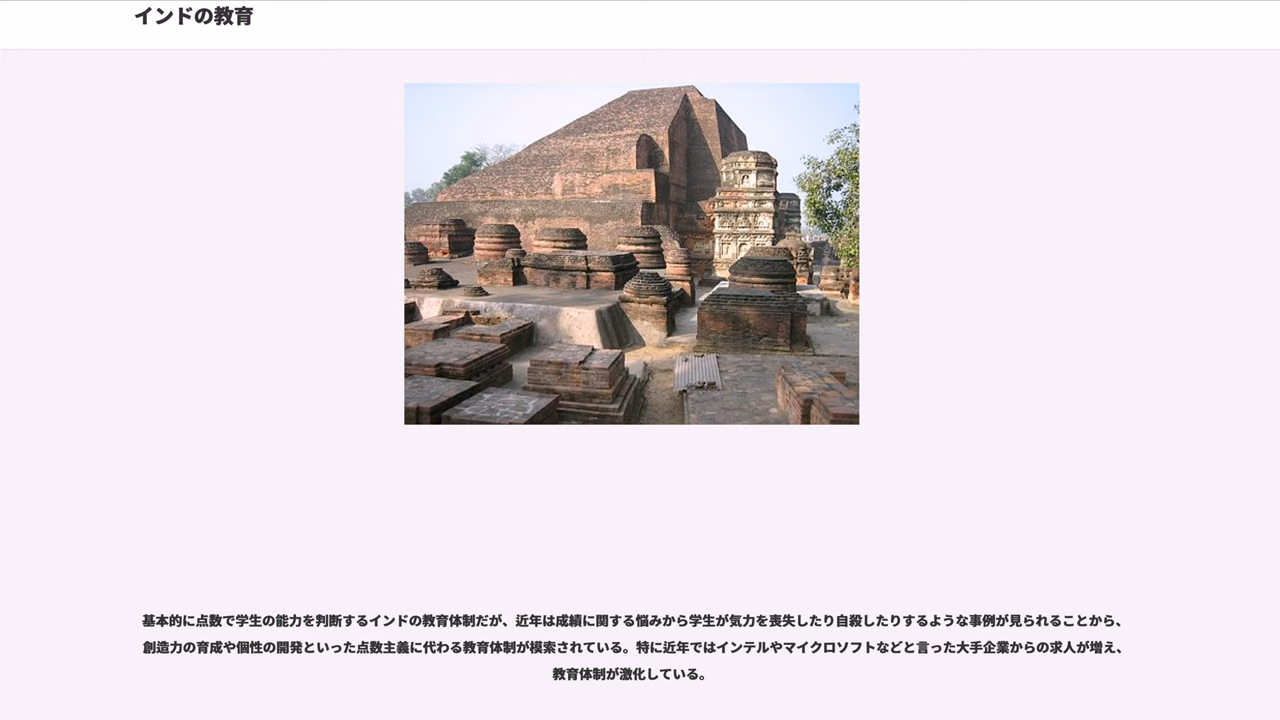 インドの教育
基本的に点数で学生の能力を判断するインドの教育体制だが、近年は成績に関する悩みから学生が気力を喪失したり自殺したりするような事例が見られることから、
創造力の育成や個性の開発といった点数主義に代わる教育体制が模索されている。特に近年ではインテルやマイクロソフトなどと言った大手企業からの求人が増え、
教育体制が激化している。